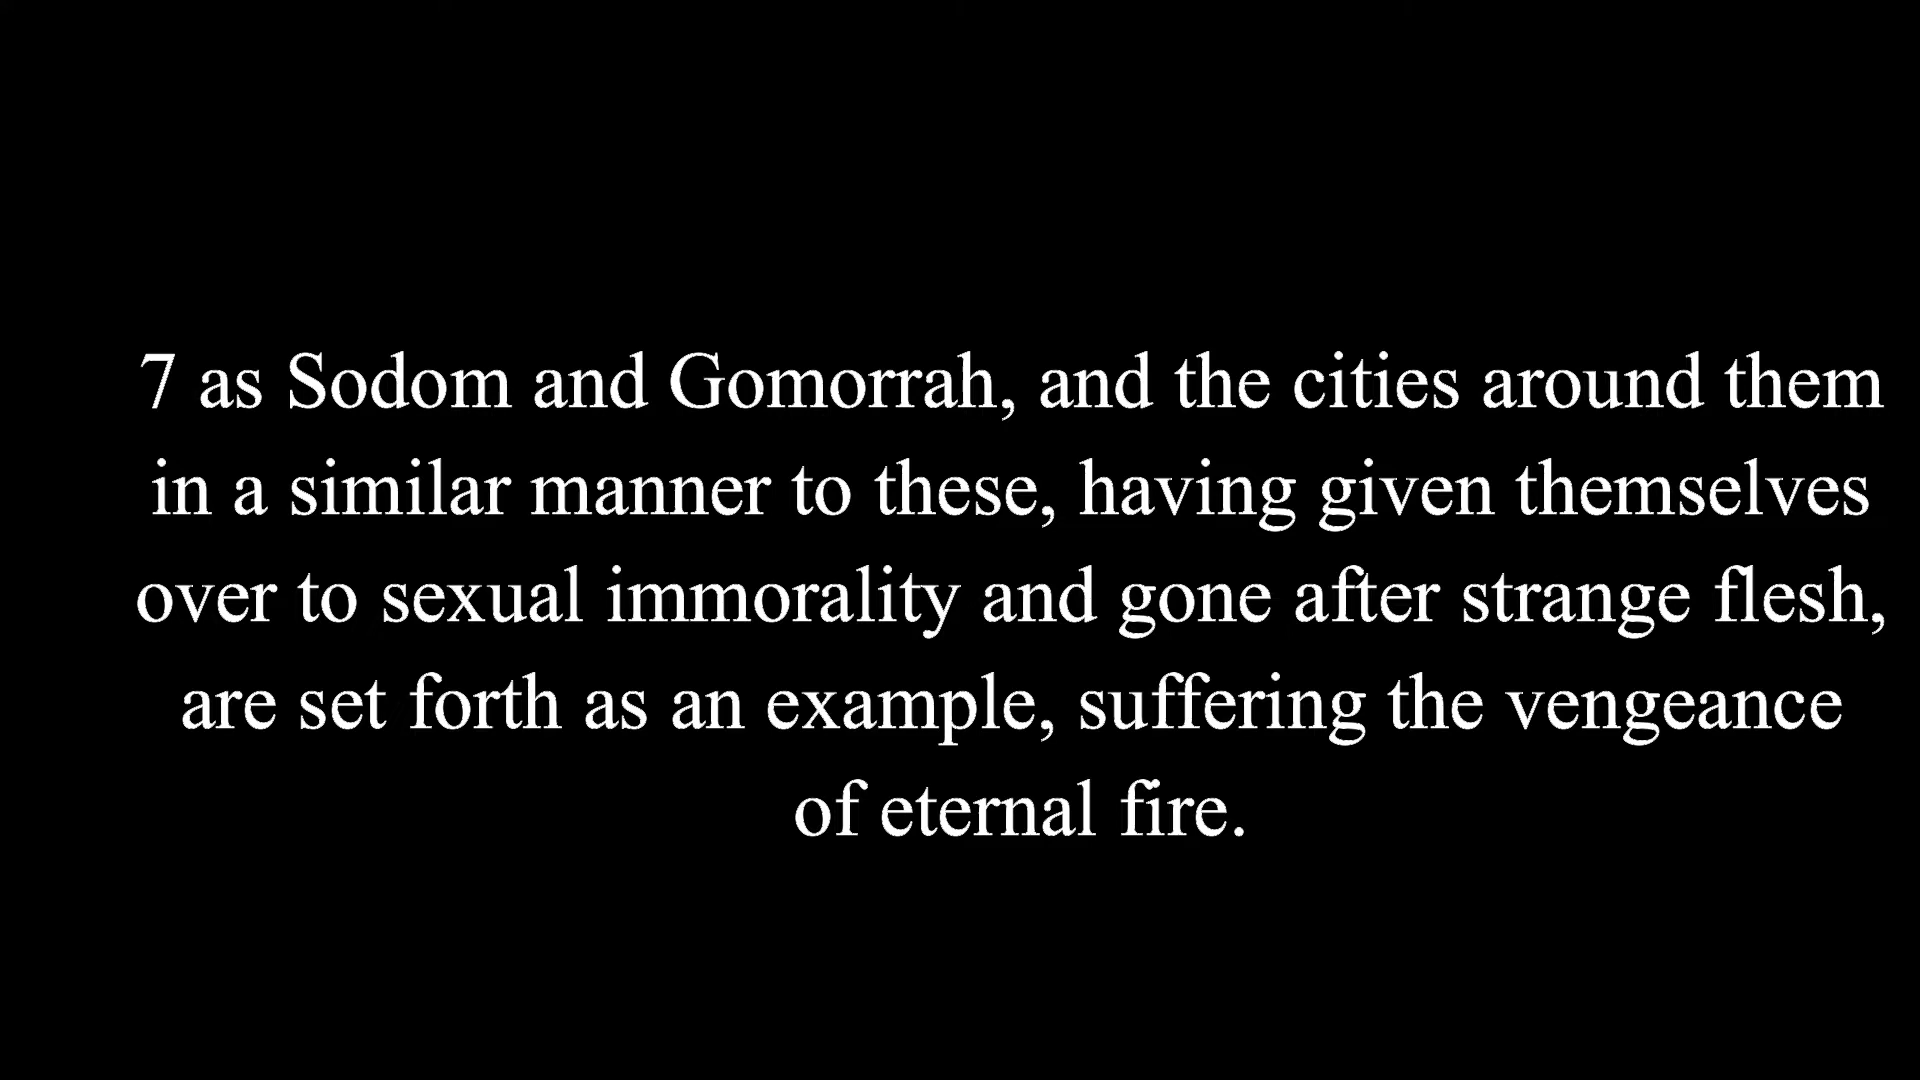 7 as Sodom and Gomorrah, and the cities around them
in a similar manner to these, having given themselves
over to sexual immorality and gone after strange flesh,
are set forth as an example, suffering the vengeance
of eternal fire.